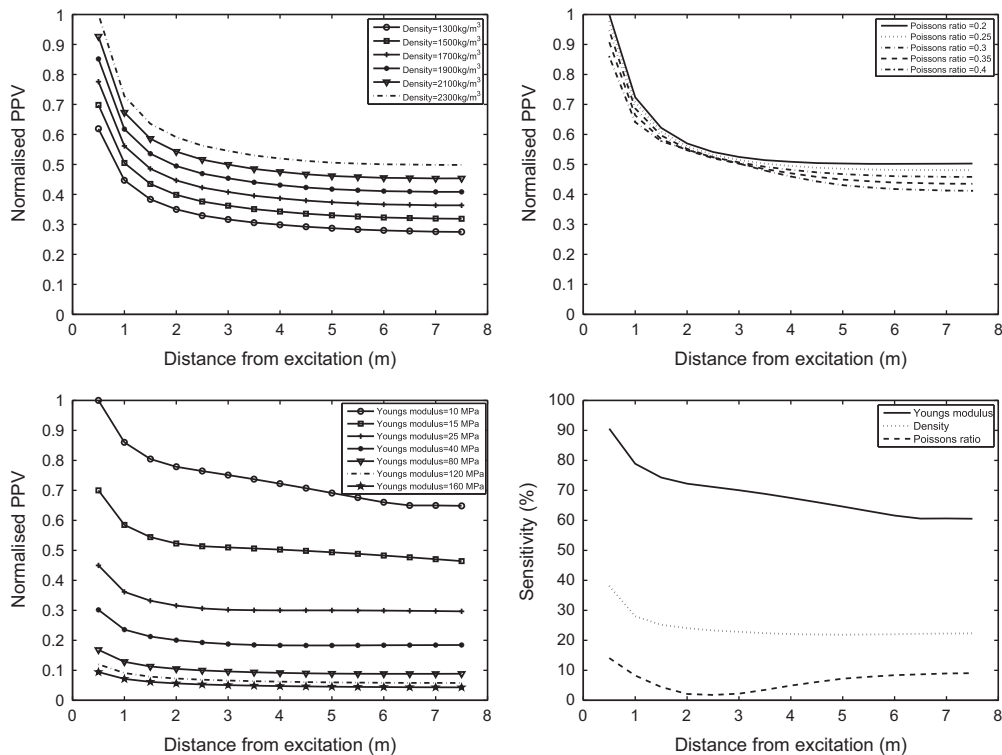 1
0.9
0.8
0.7
0.6
0.5
0.4
0.3
0.2
0.1
0
Normalised PPV
0 1 2 3 4 5 6 7 8
Distance from excitation (m)
Density=1300kg/m³
Density=1500kg/m³
Density=1700kg/m³
Density=1900kg/m³
Density=2100kg/m³
Density=2300kg/m³
1
0.9
0.8
0.7
0.6
0.5
0.4
0.3
0.2
0.1
0
Normalised PPV
0 1 2 3 4 5 6 7 8
Distance from excitation (m)
Poissons ratio=0.2
Poissons ratio=0.25
Poissons ratio=0.3
Poissons ratio=0.35
Poissons ratio=0.4
1
0.9
0.8
0.7
0.6
0.5
0.4
0.3
0.2
0.1
0
Normalised PPV
0 1 2 3 4 5 6 7 8
Distance from excitation (m)
Youngs modulus=10 MPa
Youngs modulus=15 MPa
Youngs modulus=25 MPa
Youngs modulus=40 MPa
Youngs modulus=80 MPa
Youngs modulus=120 MPa
Youngs modulus=160 MPa
100
90
80
70
60
50
40
30
20
10
0
Sensitivity (%)
0 1 2 3 4 5 6 7 8
Distance from excitation (m)
Youngs modulus
Density
Poissons ratio